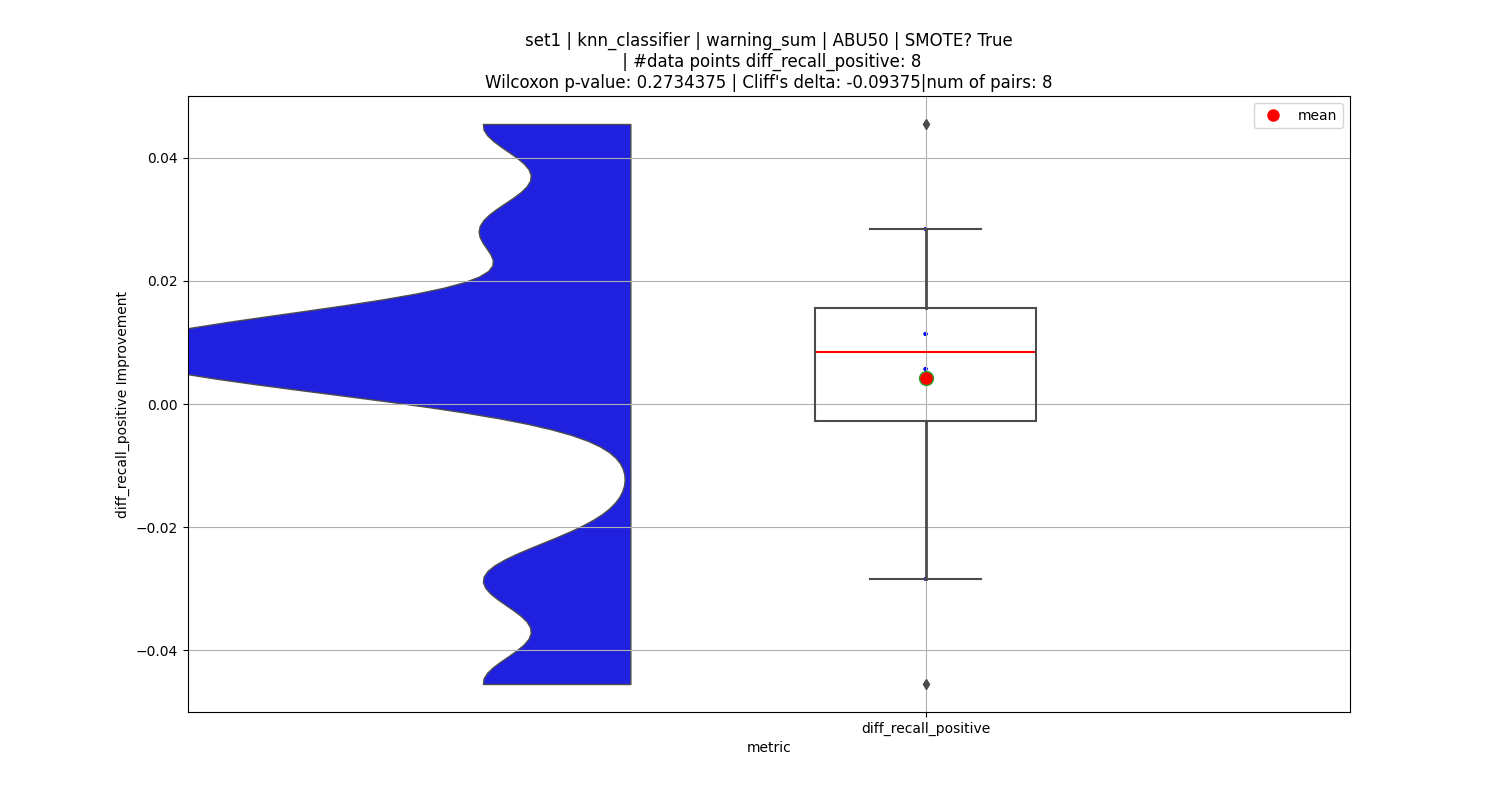 set1 | knn_classifier | warning_sum | ABU50 | SMOTE? True
| #data points diff_recall_positive: 8
Wilcoxon p-value: 0.2734375 | Cliff's delta: -0.09375|num of pairs: 8
mean
0.04
0.02
0.00
−0.02
−0.04
diff_recall_positive Improvement
diff_recall_positive
metric